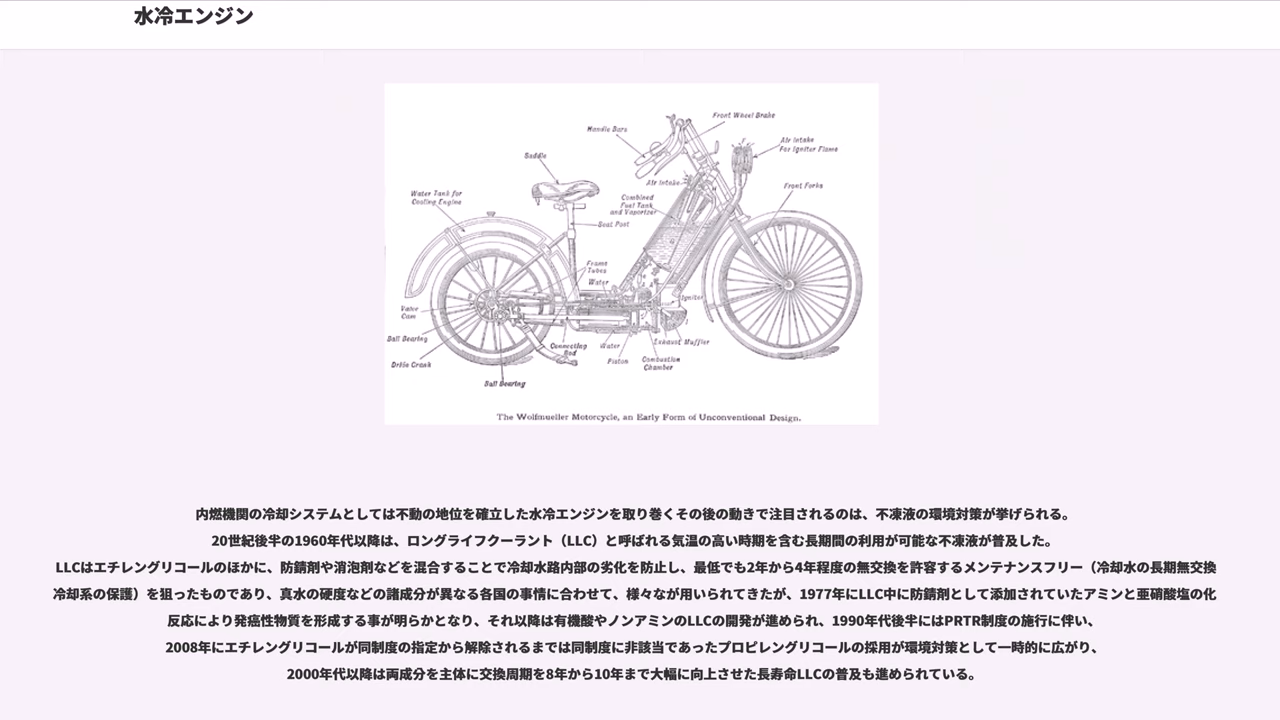 水冷エンジン
Front Wheel Brake
Handle Bars
Air Intake
For Igniter Flame
Saddle
Air Intake
Front Forks
Water Tank for
Cooling Engine
Combined
Fuel Tank
and Vaporizer
Seat Post
Frame
Tubes
Water
Igniter
Ball Bearing
Connecting
Rod
Water
Exhaust Muffler
Piston
Combustion
Chamber
Crank
Ball Bearing
The Wolfmueller Motorcycle, an Early Form of Unconventional Design.
内燃機関の冷却システムとしては不動の地位を確立した水冷エンジンを取り巻くその後の動きで注目されるのは、不凍液の環境対策が挙げられる。
20世紀後半の1960年代以降は、ロングライフクーラント（LLC）と呼ばれる気温の高い時期を含む長期間の利用が可能な不凍液が普及した。
LLCはエチレングリコールのほかに、防錆剤や消泡剤などを混合することで冷却水路内部の劣化を防止し、最低でも2年から4年程度の無交換を許容するメンテナンスフリー（冷却水の長期無交換
冷却系の保護）を狙ったものであり、真水の硬度などの諸成分が異なる各国の事情に合わせて、様々なが用いられてきたが、1977年にLLC中に防錆剤として添加されていたアミンと亜硝酸塩の化
反応により発癌性物質を形成する事が明らかとなり、それ以降は有機酸やノンアミンのLLCの開発が進められ、1990年代後半にはPRTR制度の施行に伴い、
2008年にエチレングリコールが同制度の指定から解除されるまでは同制度に非該当であったプロピレングリコールの採用が環境対策として一時的に広がり、
2000年代以降は両成分を主体に交換周期を8年から10年まで大幅に向上させた長寿命LLCの普及も進められている。